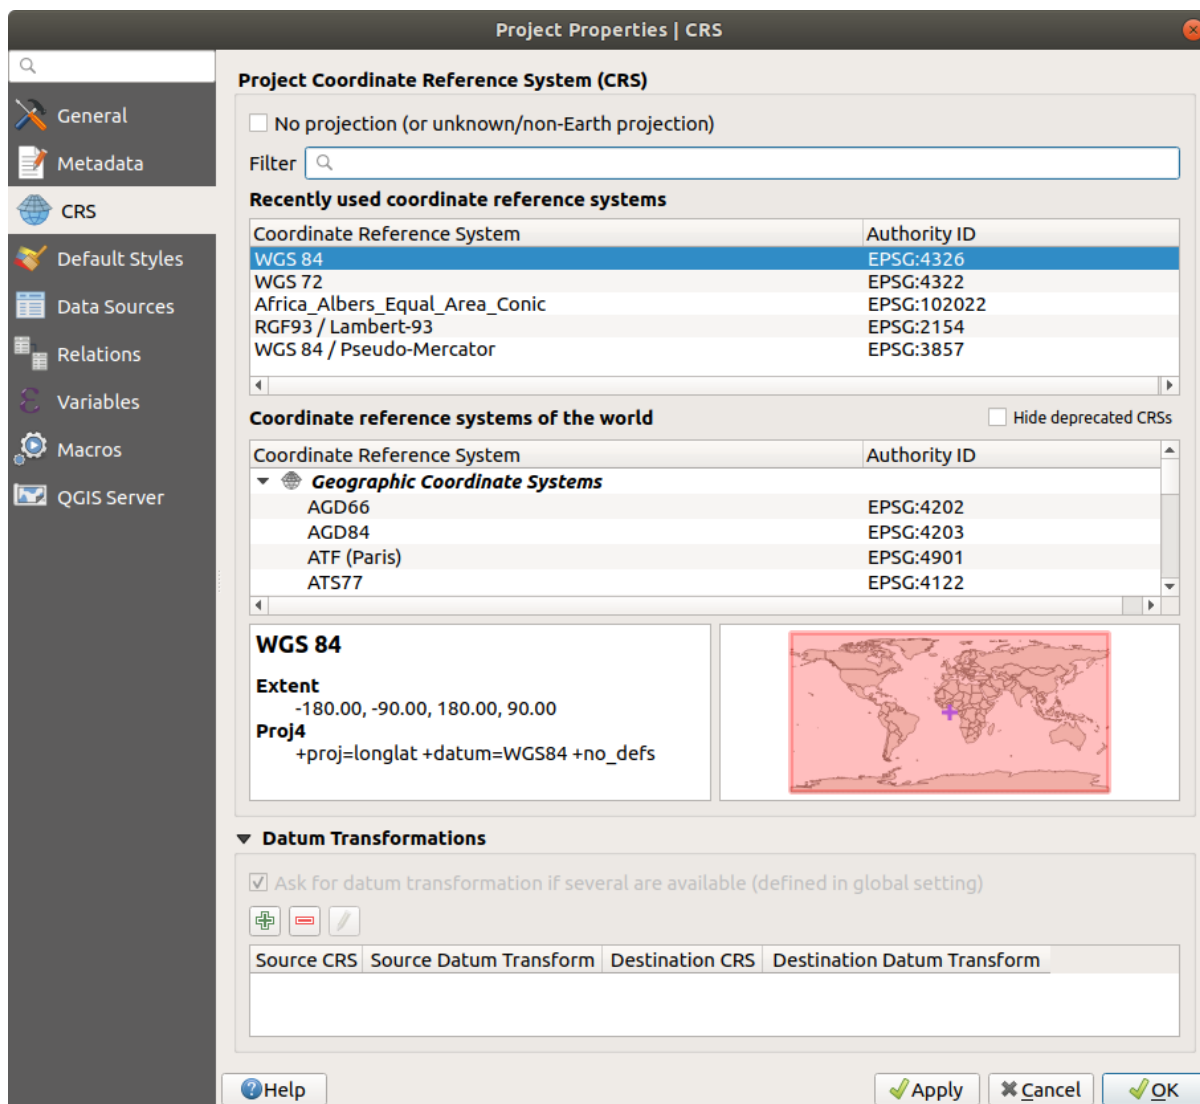 Project Properties | CRS
General
Metadata
CRS
Default Styles
Data Sources
Relations
Variables
Macros
QGIS Server
Project Coordinate Reference System (CRS)
No projection (or unknown/non-Earth projection)
Filter
Recently used coordinate reference systems
Coordinate Reference System Authority ID
WGS 84 EPSG:4326
WGS 72 EPSG:4322
Africa_Albers_Equal_Area_Conic EPSG:102022
RGF93 / Lambert-93 EPSG:2154
WGS 84 / Pseudo-Mercator EPSG:3857
Coordinate reference systems of the world Hide deprecated CRSs
Coordinate Reference System Authority ID
Geographic Coordinate Systems
AGD66 EPSG:4202
AGD84 EPSG:4203
ATF (Paris) EPSG:4901
ATS77 EPSG:4122
WGS 84
Extent
-180.00, -90.00, 180.00, 90.00
Proj4
+proj=longlat +datum=WGS84 +no_defs
Datum Transformations
Ask for datum transformation if several are available (defined in global setting)
Source CRS Source Datum Transform Destination CRS Destination Datum Transform
Help Apply Cancel OK